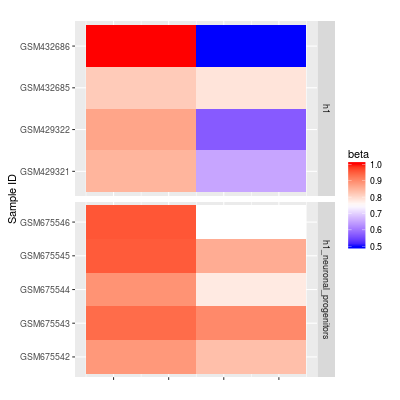 Sample ID
GSM432686
GSM432685
GSM429322
GSM429321
h1
GSM675546
GSM675545
GSM675544
GSM675543
GSM675542
h1_neuronal_progenitors
beta
1.0
0.9
0.8
0.7
0.6
0.5